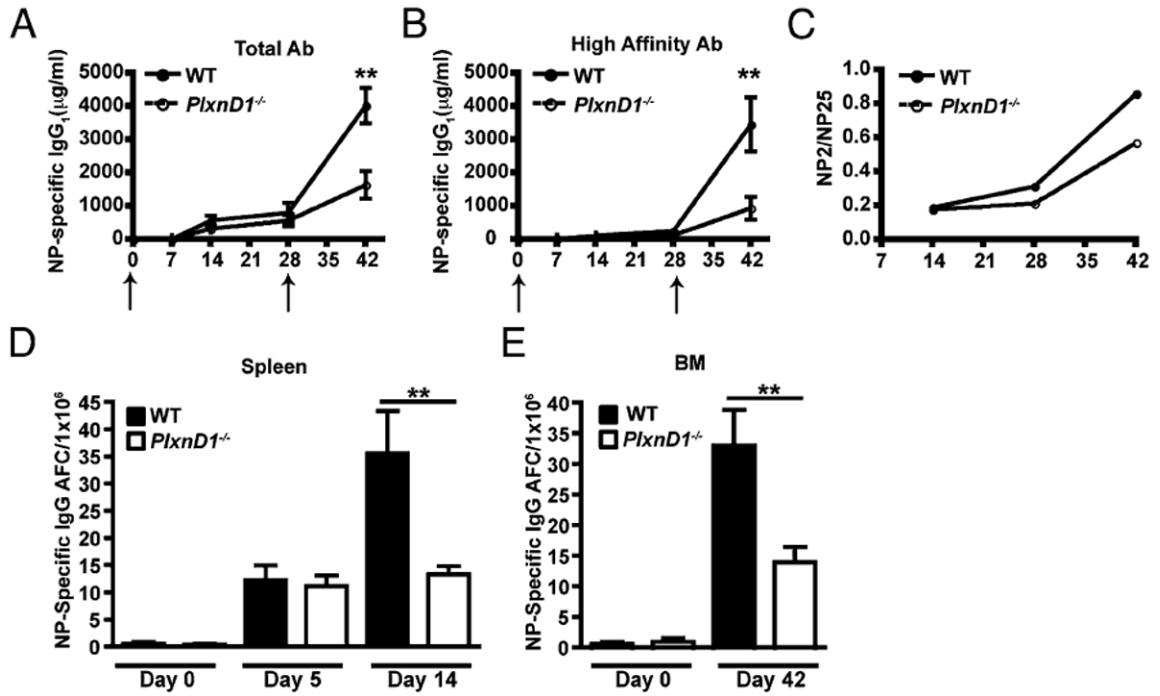 A
Total Ab
NP-specific IgG₁(μg/ml)
5000
4000
3000
2000
1000
0
WT
PlxnD1⁻/⁻
**
0 7 14 21 28 35 42
B
High Affinity Ab
NP-specific IgG₁(μg/ml)
5000
4000
3000
2000
1000
0
WT
PlxnD1⁻/⁻
**
0 7 14 21 28 35 42
C
NP2/NP25
1.0
0.8
0.6
0.4
0.2
0.0
WT
PlxnD1⁻/⁻
7 14 21 28 35 42
D
Spleen
NP-Specific IgG AFC/1x10⁶
45
40
35
30
25
20
15
10
5
0
WT
PlxnD1⁻/⁻
**
Day 0 Day 5 Day 14
E
BM
NP-Specific IgG AFC/1x10⁶
40
35
30
25
20
15
10
5
0
WT
PlxnD1⁻/⁻
**
Day 0 Day 42